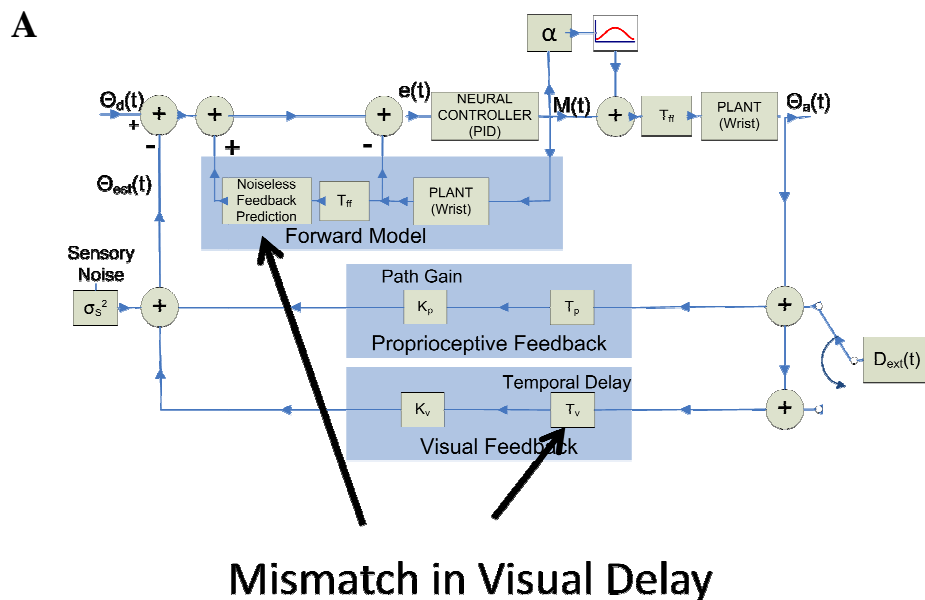 A
α
Θd(t)
+
-
+
+
+
-
+
e(t)
NEURAL
CONTROLLER
(PID)
M(t)
+
Tff
PLANT
(Wrist)
Θa(t)
Θest(t)
Noiseless
Feedback
Prediction
Tff
PLANT
(Wrist)
Forward Model
Sensory
Noise
σs²
+
Path Gain
Kp
Tp
Proprioceptive Feedback
+
Dext(t)
Temporal Delay
Kv
Tv
Visual Feedback
+
Mismatch in Visual Delay